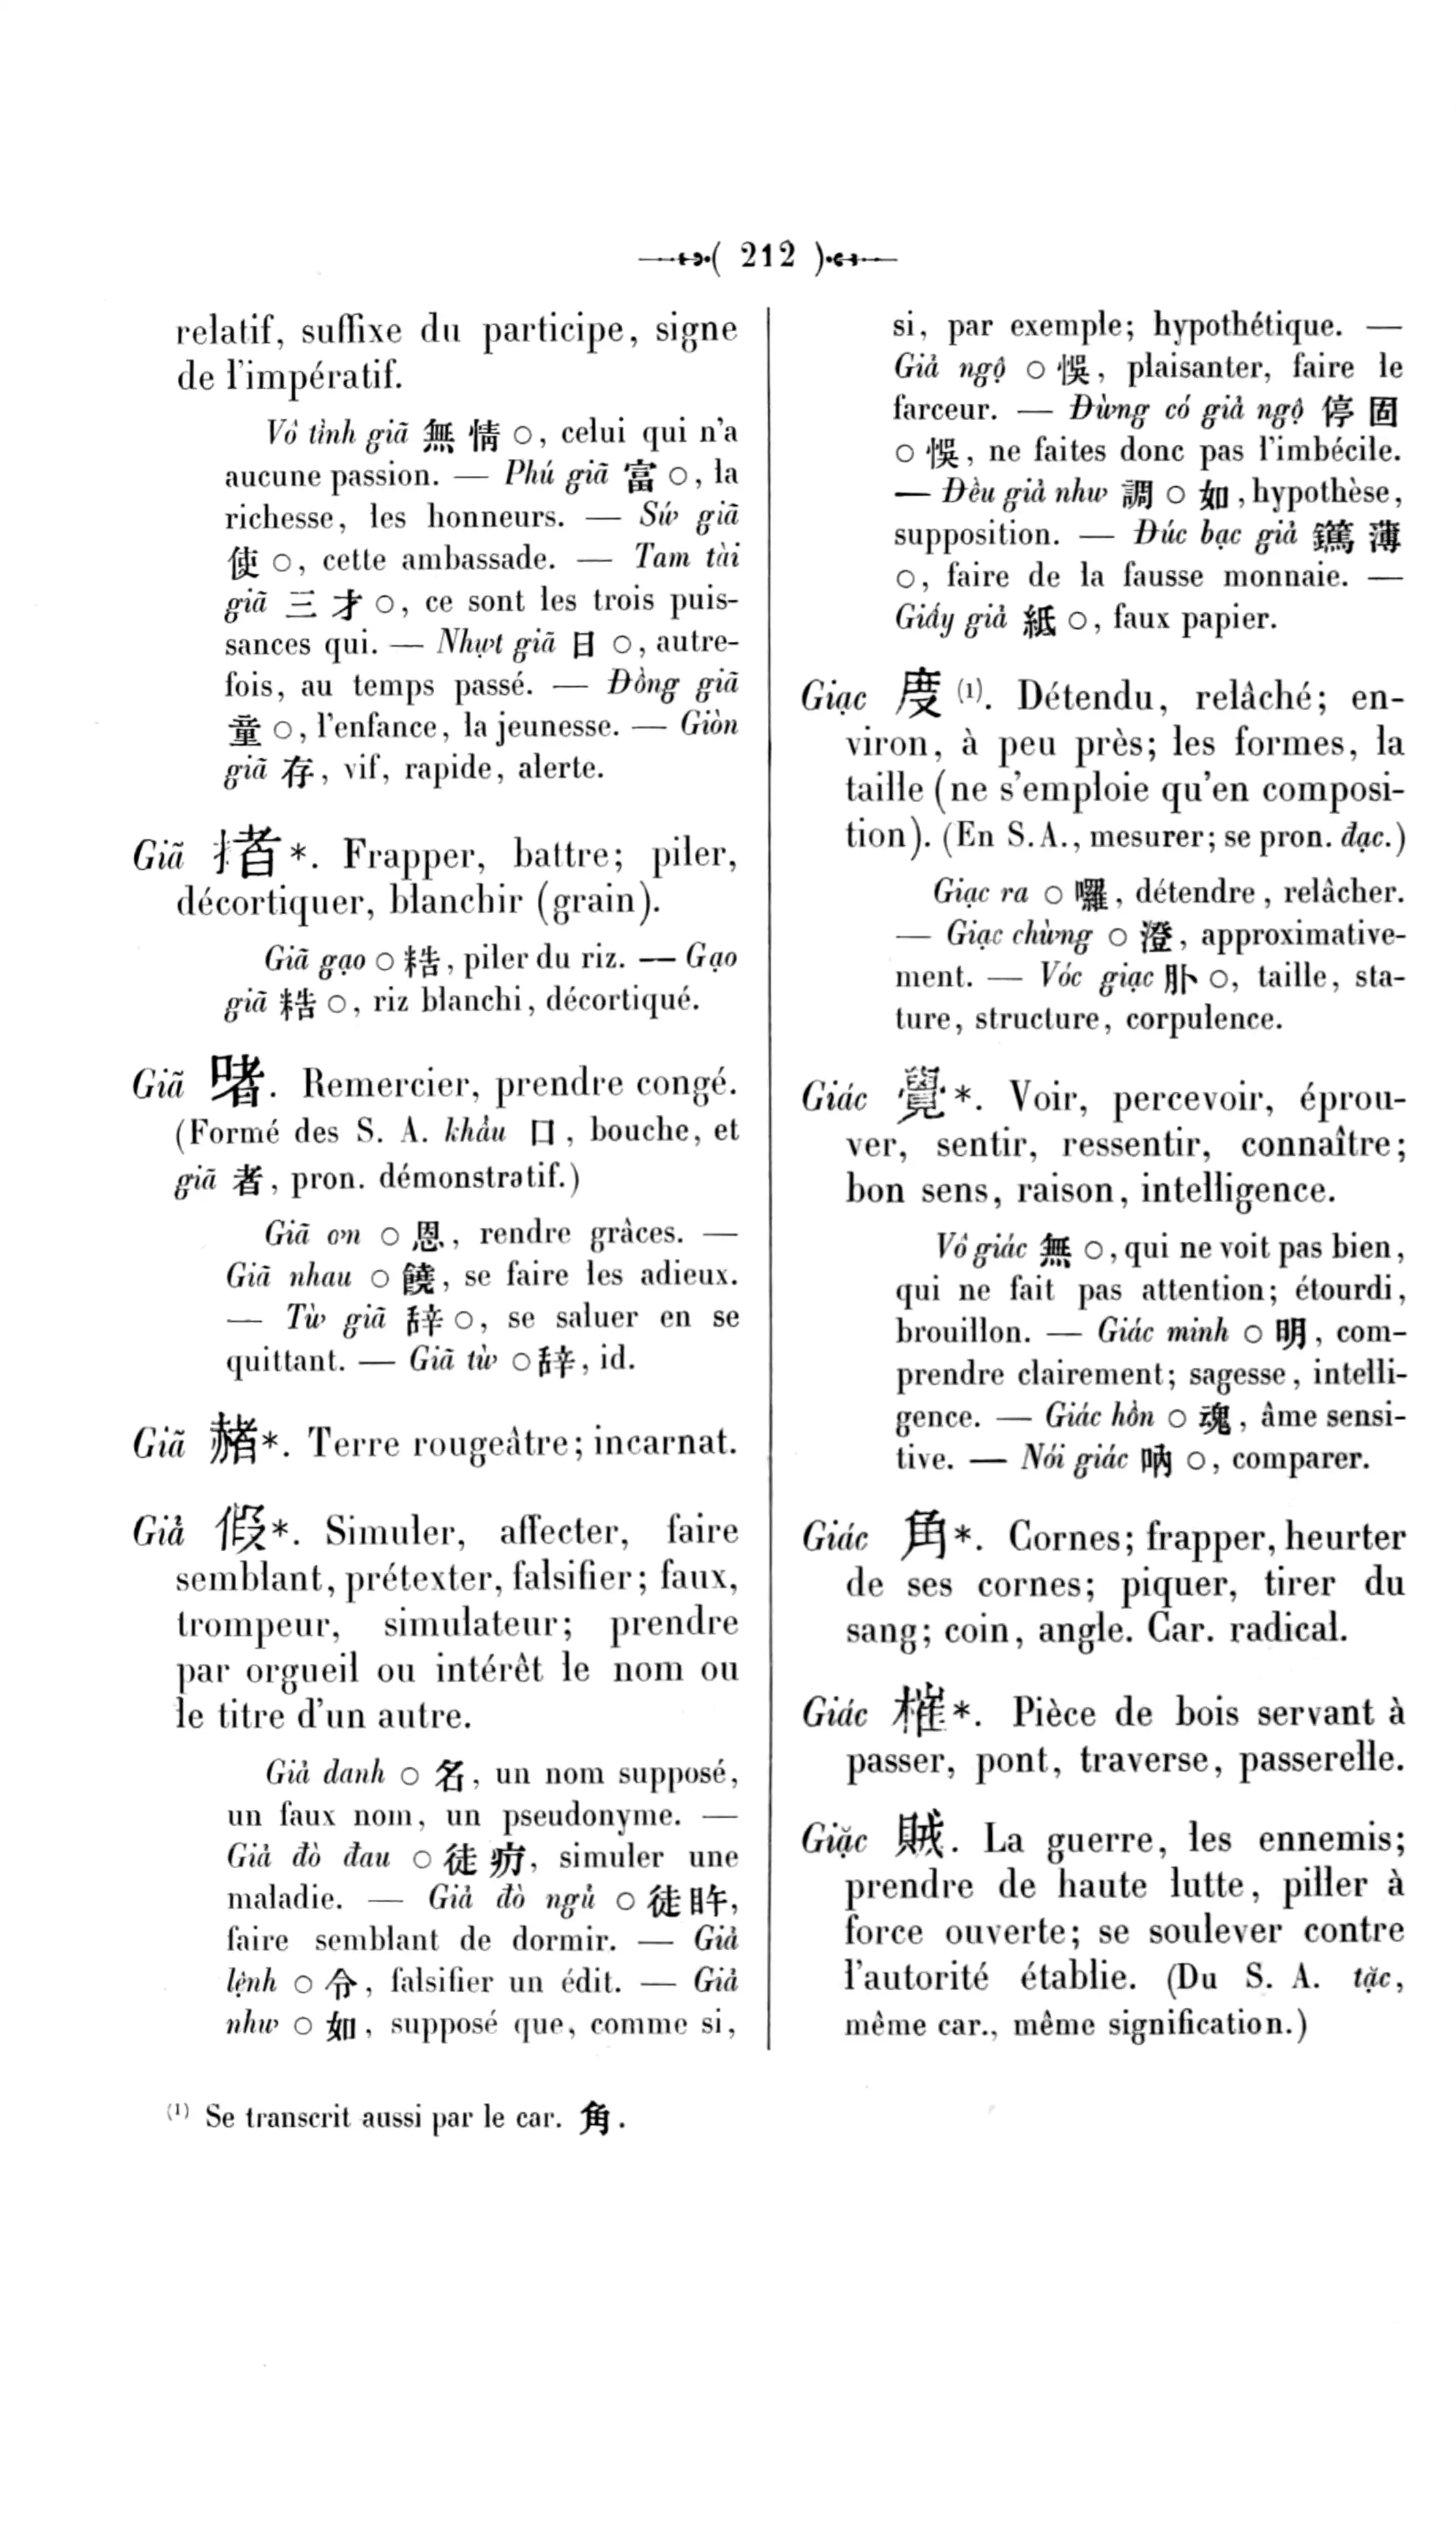 ( 212 )
relatif, suffixe du participe, signe
de l'impératif.
Vô tình giã 無 情 ○, celui qui n'a
aucune passion. — Phú giã 富 ○, la
richesse, les honneurs. — Sứ giã
使 ○, cette ambassade. — Tam tài
giã 三 才 ○, ce sont les trois puis-
sances qui. — Nhựt giã 日 ○, autre-
fois, au temps passé. — Đồng giã
童 ○, l'enfance, la jeunesse. — Giòn
giã 存, vif, rapide, alerte.
Giã 撦*. Frapper, battre; piler,
décortiquer, blanchir (grain).
Giã gạo ○ 𥺊, piler du riz. — Gạo
giã 𥺊 ○, riz blanchi, décortiqué.
Giã 啫. Remercier, prendre congé.
(Formé des S. A. khẩu 口, bouche, et
giã 者, pron. démonstratif.)
Giã ơn ○ 恩, rendre grâces. —
Giã nhau ○ 饒, se faire les adieux.
— Từ giã 辞 ○, se saluer en se
quittant. — Giã từ ○ 辞, id.
Giã 赭*. Terre rougeâtre; incarnat.
Giả 假*. Simuler, affecter, faire
semblant, prétexter, falsifier; faux,
trompeur, simulateur; prendre
par orgueil ou intérêt le nom ou
le titre d'un autre.
Giả danh ○ 名, un nom supposé,
un faux nom, un pseudonyme. —
Giả đò đau ○ 徒 疠, simuler une
maladie. — Giả đò ngủ ○ 徒 𥄭,
faire semblant de dormir. — Giả
lệnh ○ 令, falsifier un édit. — Giả
như ○ 如, supposé que, comme si,
si, par exemple; hypothétique. —
Giả ngộ ○ 悞, plaisanter, faire le
farceur. — Đừng có giả ngộ 停 固
○ 悞, ne faites donc pas l'imbécile.
— Đều giả như 調 ○ 如, hypothèse,
supposition. — Đúc bạc giả 鑄 薄
○, faire de la fausse monnaie. —
Giấy giả 紙 ○, faux papier.
Giạc 度 (1). Détendu, relâché; en-
viron, à peu près; les formes, la
taille (ne s'emploie qu'en composi-
tion). (En S. A., mesurer; se pron. đạc.)
Giạc ra ○ 囉, détendre, relâcher.
— Giạc chừng ○ 澄, approximative-
ment. — Vóc giạc 䏔 ○, taille, sta-
ture, structure, corpulence.
Giác 覺*. Voir, percevoir, éprou-
ver, sentir, ressentir, connaître;
bon sens, raison, intelligence.
Vô giác 無 ○, qui ne voit pas bien,
qui ne fait pas attention; étourdi,
brouillon. — Giác minh ○ 明, com-
prendre clairement; sagesse, intelli-
gence. — Giác hồn ○ 魂, âme sensi-
tive. — Nói giác 吶 ○, comparer.
Giác 角*. Cornes; frapper, heurter
de ses cornes; piquer, tirer du
sang; coin, angle. Car. radical.
Giác 榷*. Pièce de bois servant à
passer, pont, traverse, passerelle.
Giặc 賊. La guerre, les ennemis;
prendre de haute lutte, piller à
force ouverte; se soulever contre
l'autorité établie. (Du S. A. tặc,
même car., même signification.)
(1) Se transcrit aussi par le car. 角.